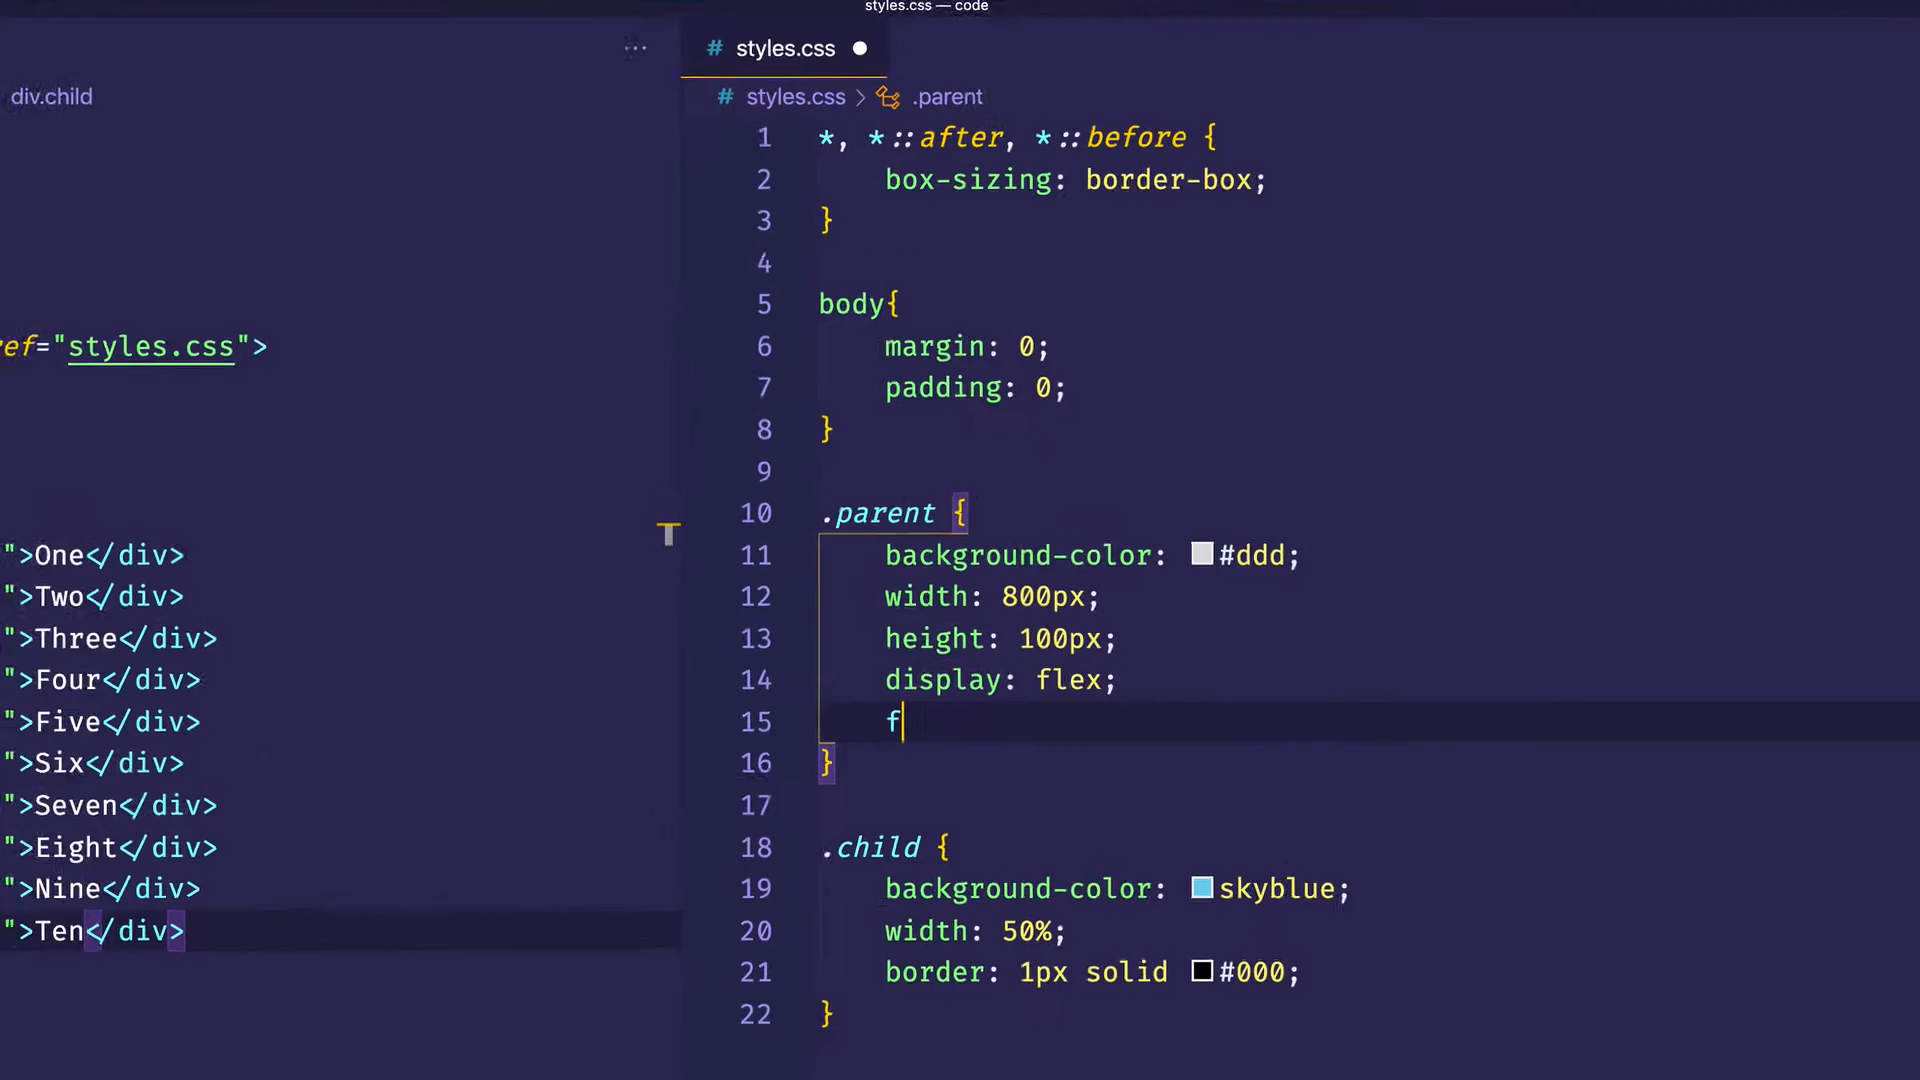 styles.css — code
div.child
ref="styles.css">
">One</div>
">Two</div>
">Three</div>
">Four</div>
">Five</div>
">Six</div>
">Seven</div>
">Eight</div>
">Nine</div>
">Ten</div>
# styles.css
# styles.css > .parent
1 *, *::after, *::before {
2 box-sizing: border-box;
3 }
4
5 body{
6 margin: 0;
7 padding: 0;
8 }
9
10 .parent {
11 background-color: #ddd;
12 width: 800px;
13 height: 100px;
14 display: flex;
15 f
16 }
17
18 .child {
19 background-color: skyblue;
20 width: 50%;
21 border: 1px solid #000;
22 }